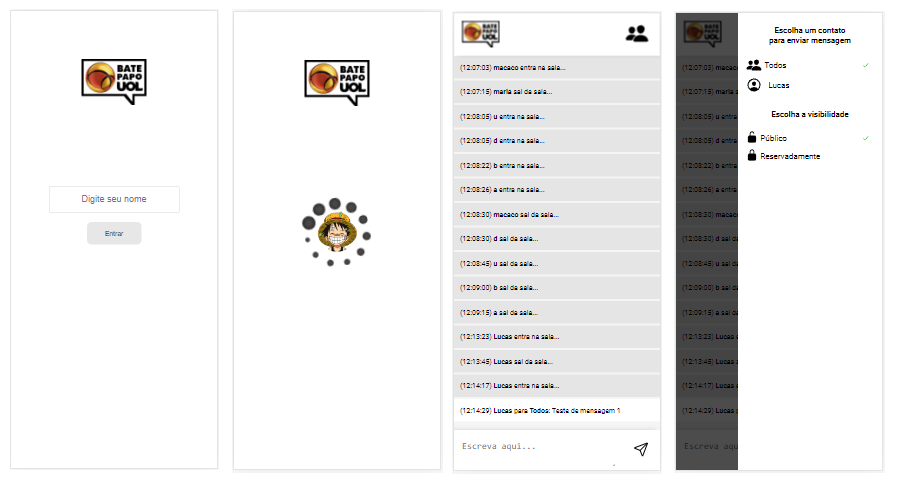 BATE
PAPO
UOL
Digite seu nome
Entrar
BATE
PAPO
UOL
BATE
PAPO
UOL
(12:07:03) macaco entra na sala...
(12:07:15) marla sai da sala...
(12:08:05) u entra na sala...
(12:08:05) d entra na sala...
(12:08:22) b entra na sala...
(12:08:26) a entra na sala...
(12:08:30) macaco sai da sala...
(12:08:30) d sai da sala...
(12:08:45) u sai da sala...
(12:09:00) b sai da sala...
(12:09:15) a sai da sala...
(12:13:23) Lucas entra na sala...
(12:13:45) Lucas sai da sala...
(12:14:17) Lucas entra na sala...
(12:14:29) Lucas para Todos: Teste de mensagem 1
Escreva aqui...
BATE
PAPO
UOL
(12:07:03) macaco
(12:07:15) marla s
(12:08:05) u entra
(12:08:05) d entra
(12:08:22) b entra
(12:08:26) a entra
(12:08:30) macaco
(12:08:30) d sai da
(12:08:45) u sai da
(12:09:00) b sai da
(12:09:15) a sai da
(12:13:23) Lucas
(12:13:45) Lucas
(12:14:17) Lucas
(12:14:29) Lucas
Escreva aqu
Escolha um contato
para enviar mensagem
Todos
Lucas
Escolha a visibilidade
Público
Reservadamente